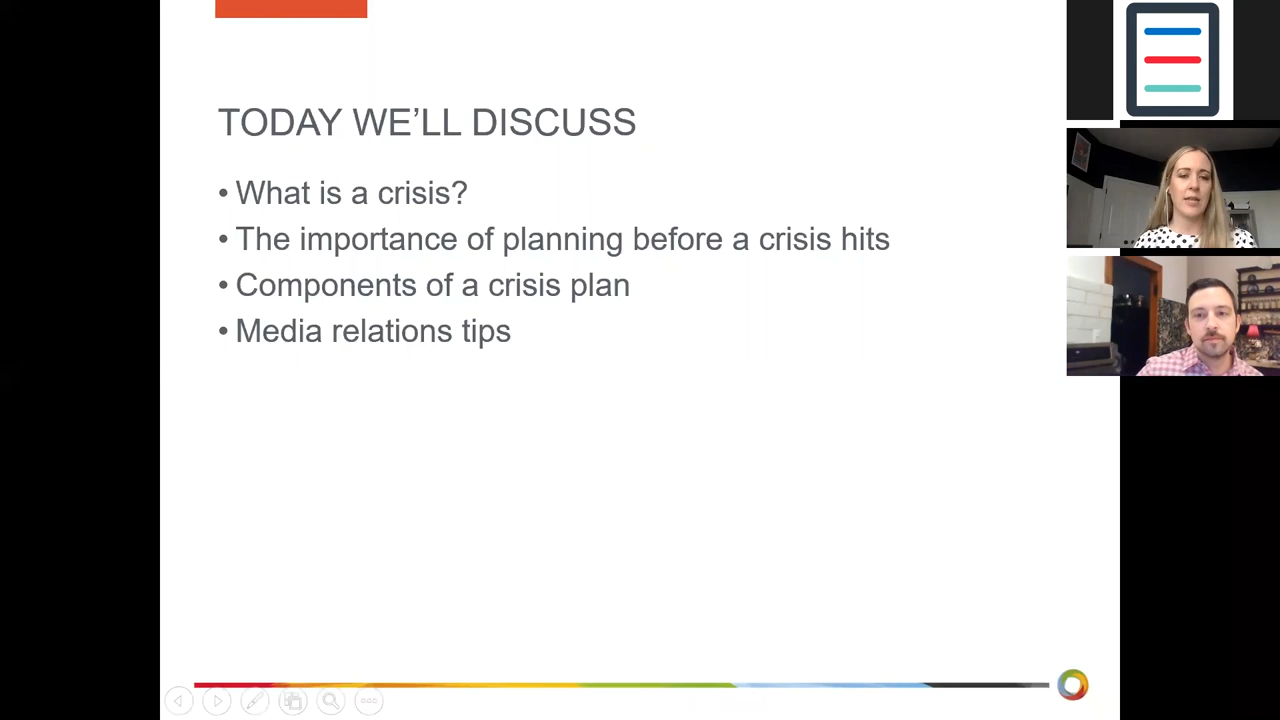 TODAY WE’LL DISCUSS
• What is a crisis?
• The importance of planning before a crisis hits
• Components of a crisis plan
• Media relations tips